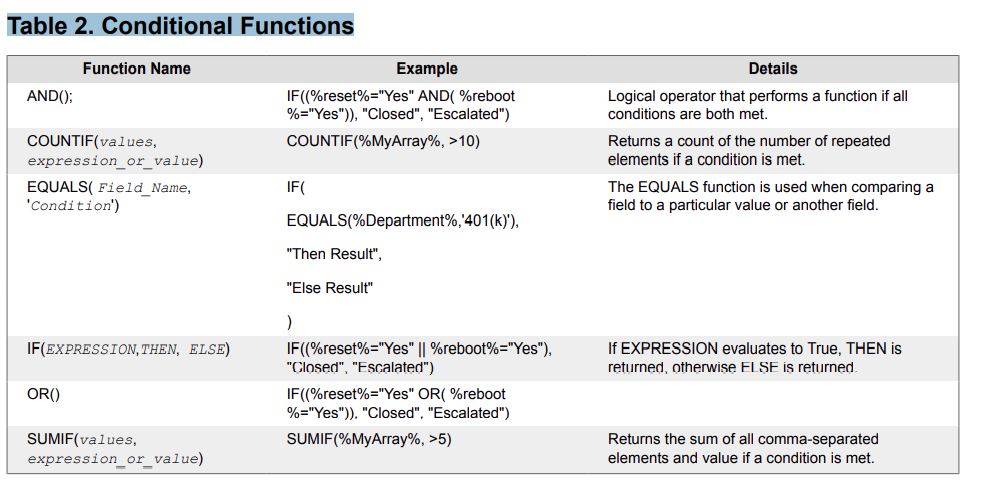 Table 2. Conditional Functions
Function Name Example Details
AND(); IF((%reset%="Yes" AND( %reboot Logical operator that performs a function if all
%="Yes")), "Closed", "Escalated") conditions are both met.
COUNTIF(values, COUNTIF(%MyArray%, >10) Returns a count of the number of repeated
expression_or_value) elements if a condition is met.
EQUALS( Field_Name, IF( The EQUALS function is used when comparing a
'Condition') field to a particular value or another field.
EQUALS(%Department%,'401(k)'),
"Then Result",
"Else Result"
)
IF(EXPRESSION,THEN, ELSE) IF((%reset%="Yes" || %reboot%="Yes"), If EXPRESSION evaluates to True, THEN is
"Closed", "Escalated") returned, otherwise ELSE is returned.
OR() IF((%reset%="Yes" OR( %reboot
%="Yes")), "Closed", "Escalated")
SUMIF(values, SUMIF(%MyArray%, >5) Returns the sum of all comma-separated
expression_or_value) elements and value if a condition is met.